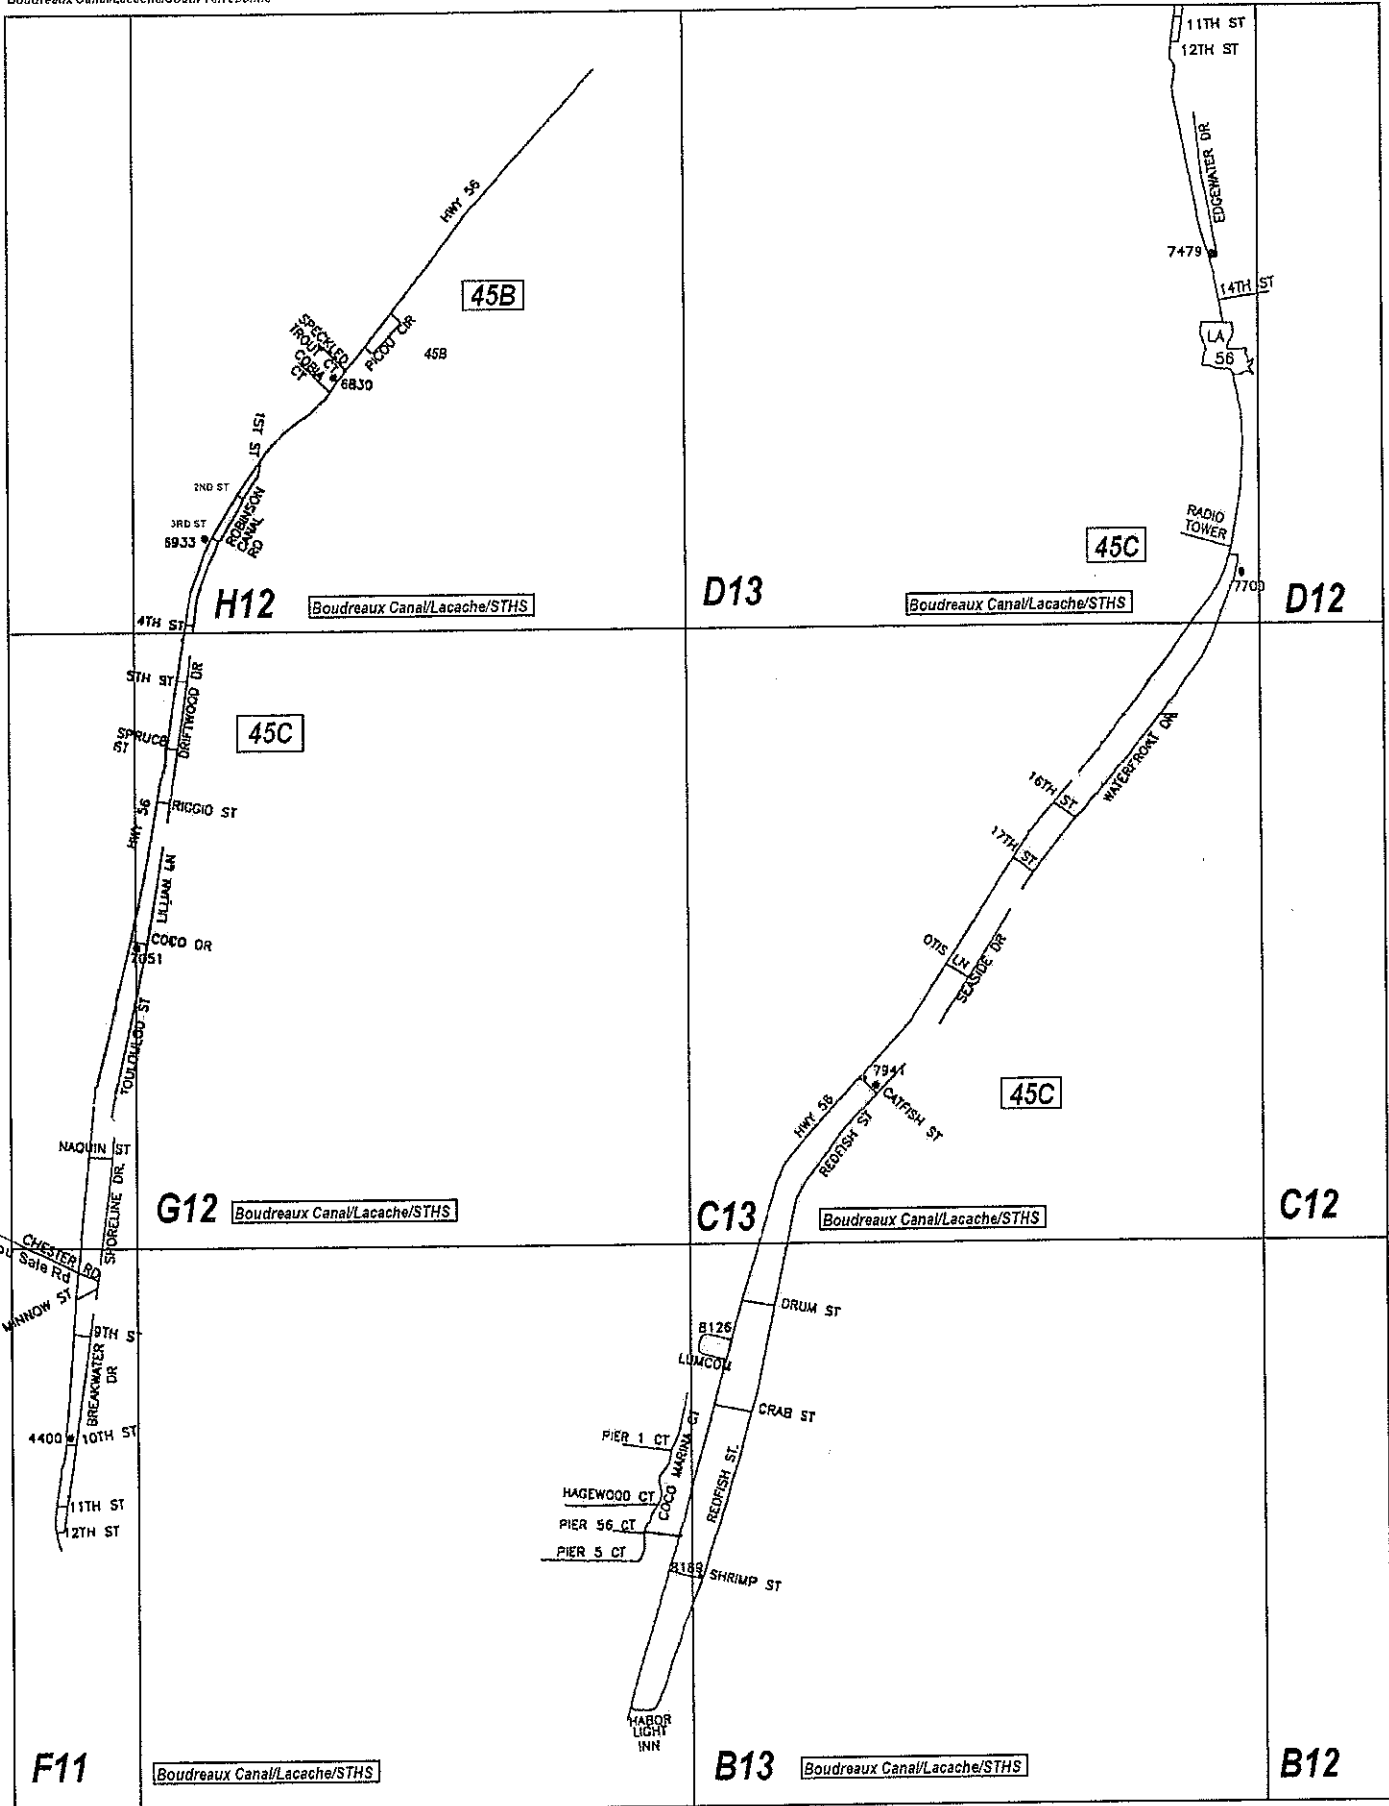 11TH ST
12TH ST
EDGEWATER DR
7479
14TH ST
LA
56
HWY 56
45B
SPECKLED
TROUT CT
COBIA
CT
PICOU CIR
45B
6830
1ST ST
2ND ST
3RD ST
6933
ROBINSON
CANAL
RD
RADIO
TOWER
45C
7700
H12
Boudreaux Canal/Lacache/STHS
D13
Boudreaux Canal/Lacache/STHS
D12
4TH ST
5TH ST
DRIFTWOOD DR
SPRUCE
ST
45C
HWY 56
RIGGIO ST
LILLIAN LN
COCO DR
7051
TOULOULOU ST
NAQUIN ST
SHORELINE DR.
WATERFRONT DR
16TH ST
17TH ST
OTIS LN
SEASIDE DR
7941
CATFISH ST
45C
HWY 56
REDFISH ST
G12
Boudreaux Canal/Lacache/STHS
C13
Boudreaux Canal/Lacache/STHS
C12
CHESTER RD
Sale Rd
MINNOW ST
9TH ST
BREAKWATER
DR
4400
10TH ST
11TH ST
12TH ST
DRUM ST
8126
LUMCON
CRAB ST
PIER 1 CT
COCO MARINA CT
REDFISH ST.
HAGEWOOD CT
PIER 56 CT
PIER 5 CT
SHRIMP ST
HABOR
LIGHT
INN
F11
Boudreaux Canal/Lacache/STHS
B13
Boudreaux Canal/Lacache/STHS
B12